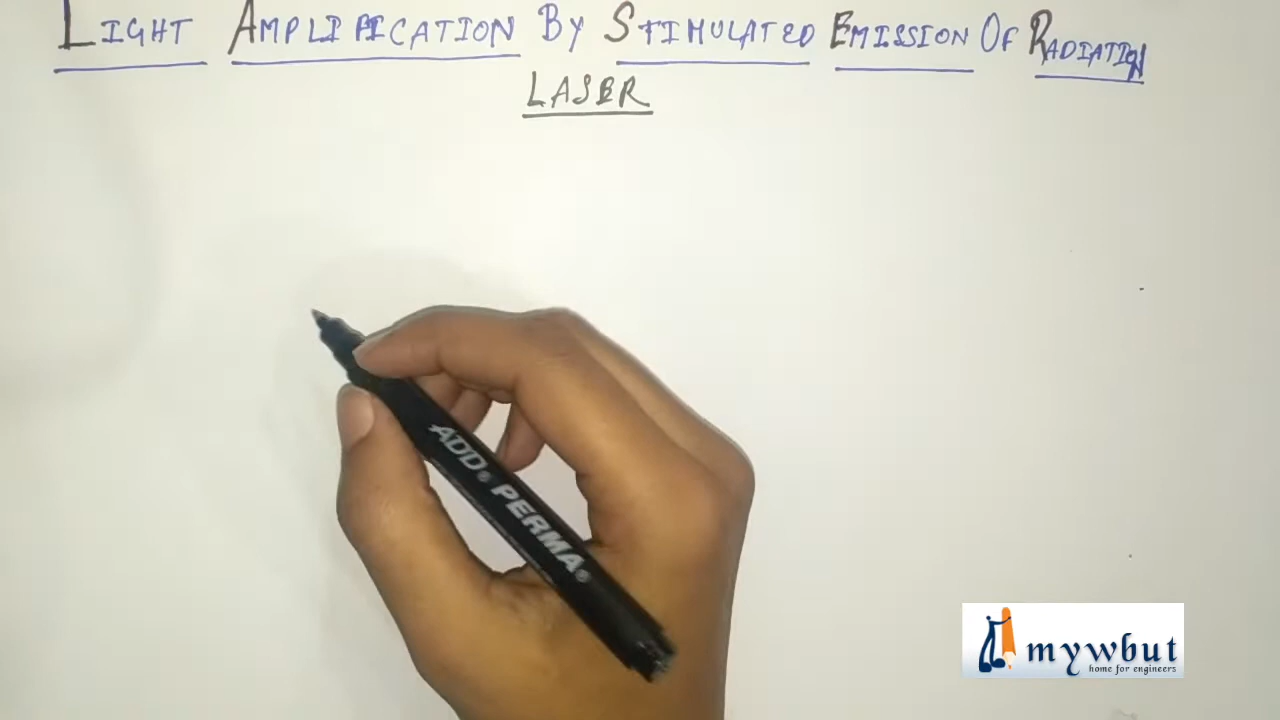 LIGHT AMPLIFICATION BY STIMULATED EMISSION OF RADIATION
LASER
ADD® PERMA®
mywbut
home for engineers